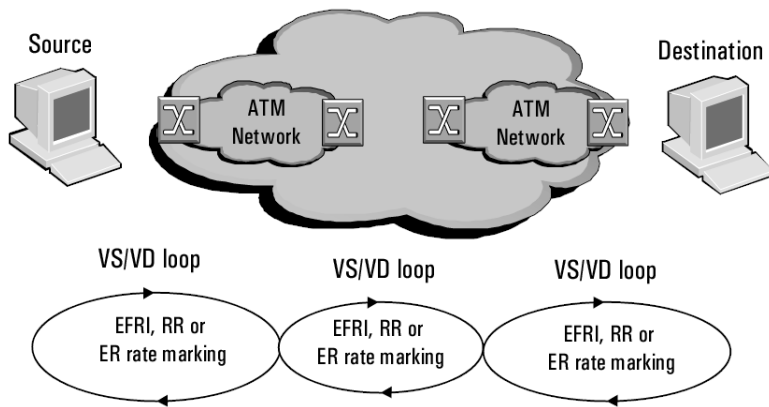 Source
Destination
ATM
Network
ATM
Network
VS/VD loop
VS/VD loop
VS/VD loop
EFRI, RR or
ER rate marking
EFRI, RR or
ER rate marking
EFRI, RR or
ER rate marking